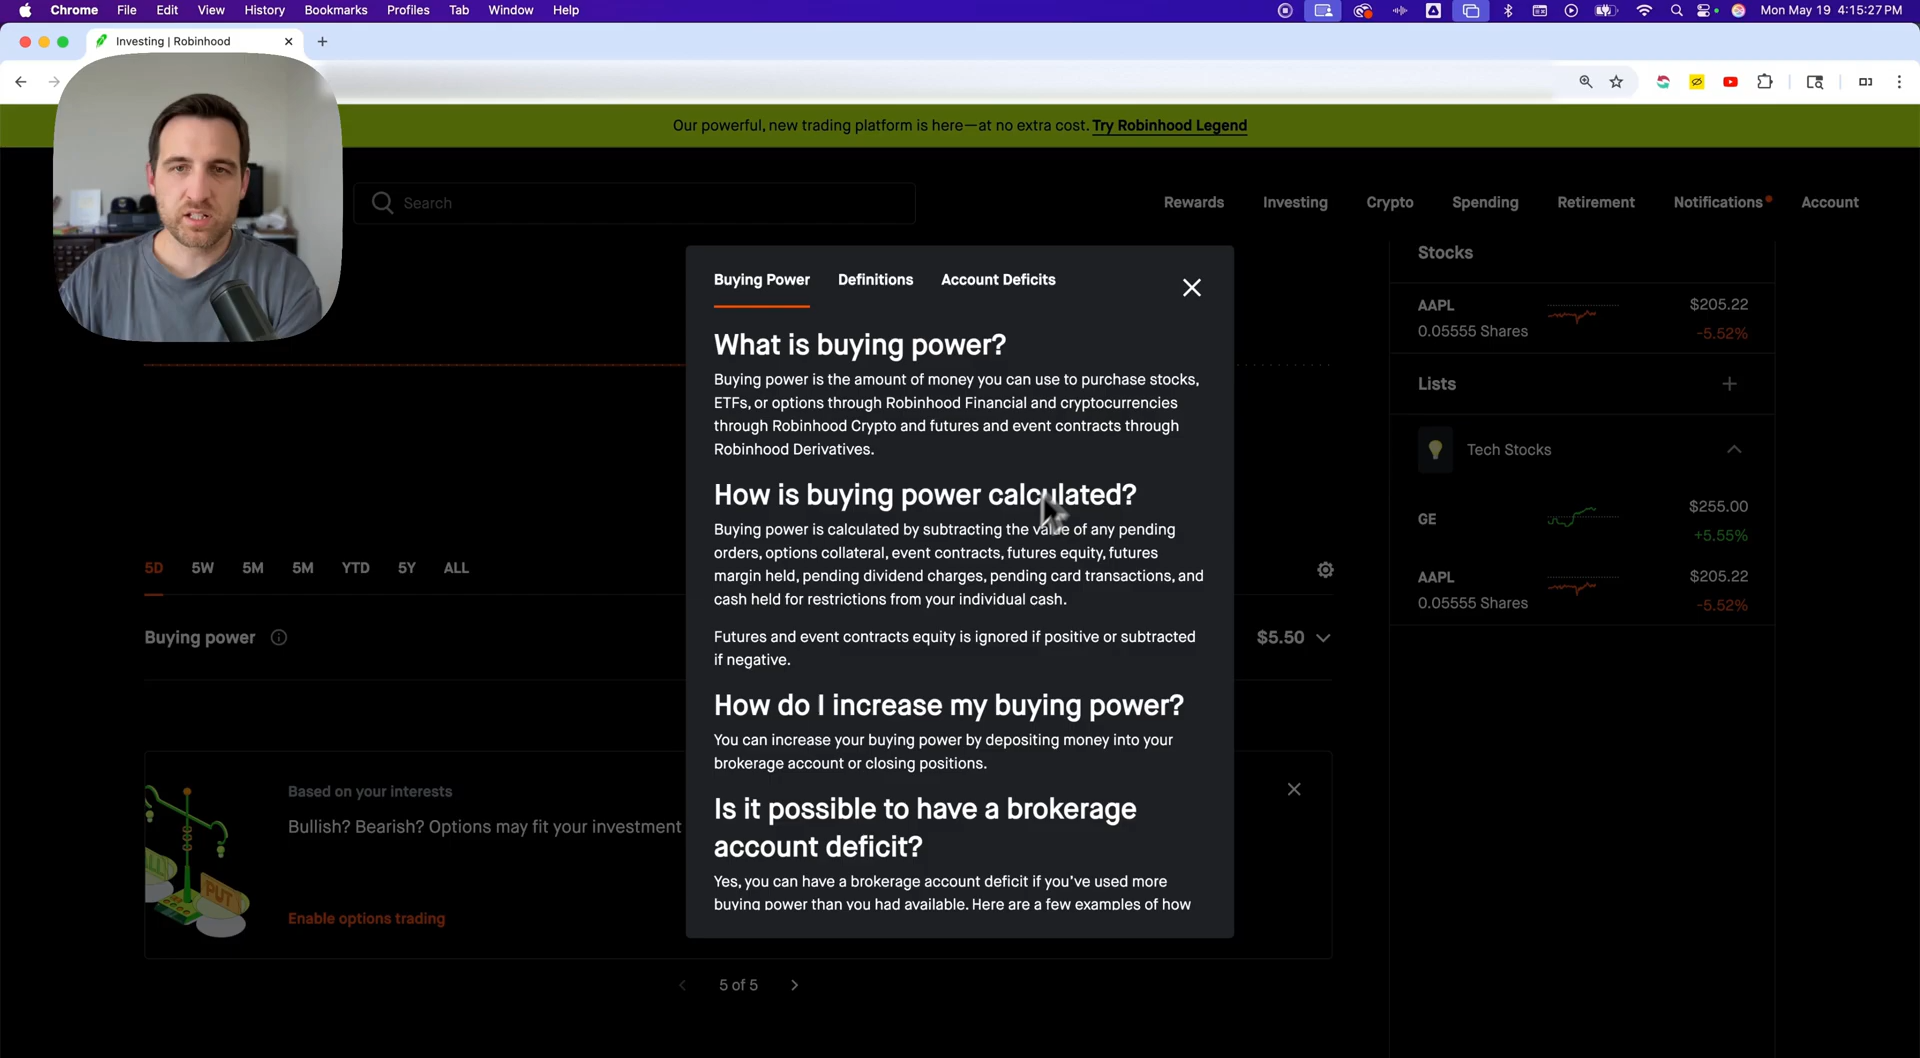 Chrome File Edit View History Bookmarks Profiles Tab Window Help Mon May 19 4:15:27 PM
Investing | Robinhood
Our powerful, new trading platform is here—at no extra cost. Try Robinhood Legend
Search
Rewards Investing Crypto Spending Retirement Notifications Account
Buying Power Definitions Account Deficits
What is buying power?
Buying power is the amount of money you can use to purchase stocks,
ETFs, or options through Robinhood Financial and cryptocurrencies
through Robinhood Crypto and futures and event contracts through
Robinhood Derivatives.
How is buying power calculated?
Buying power is calculated by subtracting the value of any pending
orders, options collateral, event contracts, futures equity, futures
margin held, pending dividend charges, pending card transactions, and
cash held for restrictions from your individual cash.
Futures and event contracts equity is ignored if positive or subtracted
if negative.
How do I increase my buying power?
You can increase your buying power by depositing money into your
brokerage account or closing positions.
Is it possible to have a brokerage
account deficit?
Yes, you can have a brokerage account deficit if you've used more
buying power than you had available. Here are a few examples of how
5D 5W 5M 5M YTD 5Y ALL
Buying power $5.50
Based on your interests
Bullish? Bearish? Options may fit your investment
PUT
Enable options trading
5 of 5
Stocks
AAPL $205.22
0.05555 Shares -5.52%
Lists
Tech Stocks
GE $255.00
+5.55%
AAPL $205.22
0.05555 Shares -5.52%